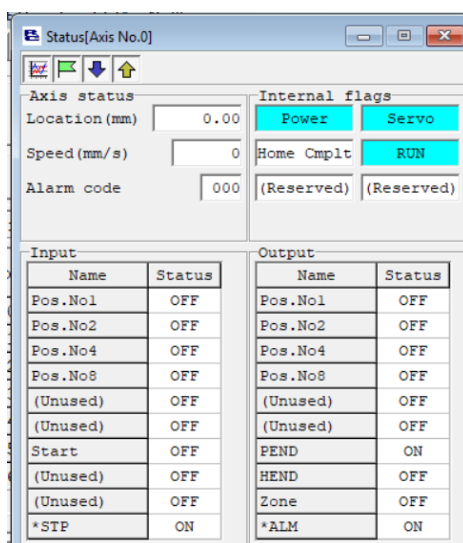 Status[Axis No.0]
Axis status
Location(mm) 0.00
Speed(mm/s) 0
Alarm code 000
Internal flags
Power Servo
Home Cmplt RUN
(Reserved) (Reserved)
Input
Name Status
Pos.No1 OFF
Pos.No2 OFF
Pos.No4 OFF
Pos.No8 OFF
(Unused) OFF
(Unused) OFF
Start OFF
(Unused) OFF
(Unused) OFF
*STP ON
Output
Name Status
Pos.No1 OFF
Pos.No2 OFF
Pos.No4 OFF
Pos.No8 OFF
(Unused) OFF
(Unused) OFF
PEND ON
HEND OFF
Zone OFF
*ALM ON